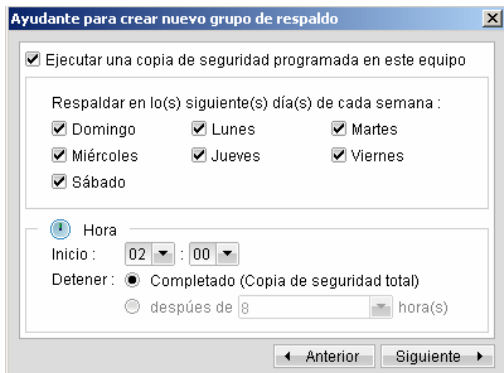 Ayudante para crear nuevo grupo de respaldo
Ejecutar una copia de seguridad programada en este equipo
Respaldar en lo(s) siguiente(s) día(s) de cada semana :
Domingo Lunes Martes
Miércoles Jueves Viernes
Sábado
Hora
Inicio : 02 : 00
Detener : Completado (Copia de seguridad total)
despúes de 8 hora(s)
Anterior Siguiente